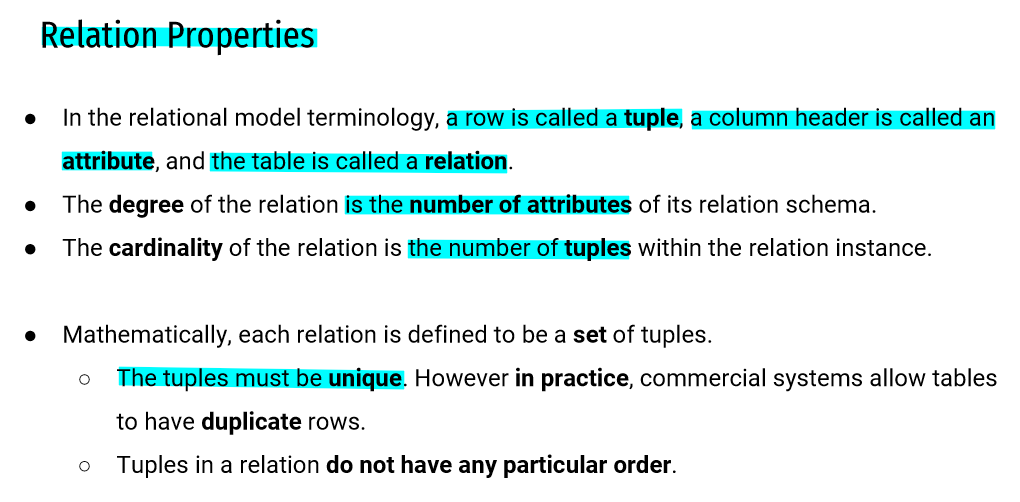 Relation Properties
● In the relational model terminology, a row is called a tuple, a column header is called an
attribute, and the table is called a relation.
● The degree of the relation is the number of attributes of its relation schema.
● The cardinality of the relation is the number of tuples within the relation instance.
● Mathematically, each relation is defined to be a set of tuples.
○ The tuples must be unique. However in practice, commercial systems allow tables
to have duplicate rows.
○ Tuples in a relation do not have any particular order.